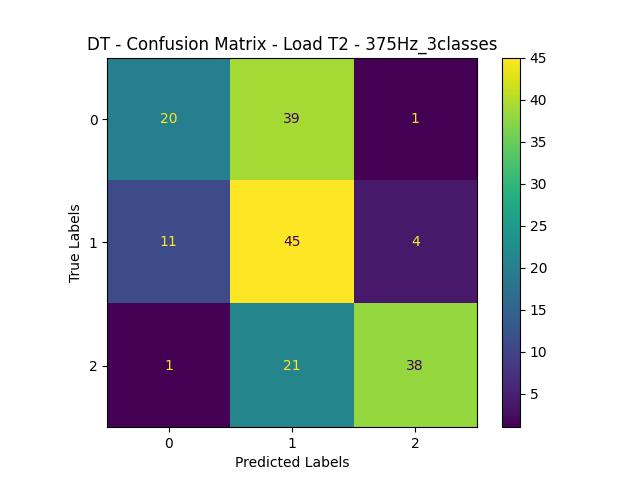 DT - Confusion Matrix - Load T2 - 375Hz_3classes
True Labels
0
1
2
20 39 1
11 45 4
1 21 38
0 1 2
Predicted Labels
45
40
35
30
25
20
15
10
5